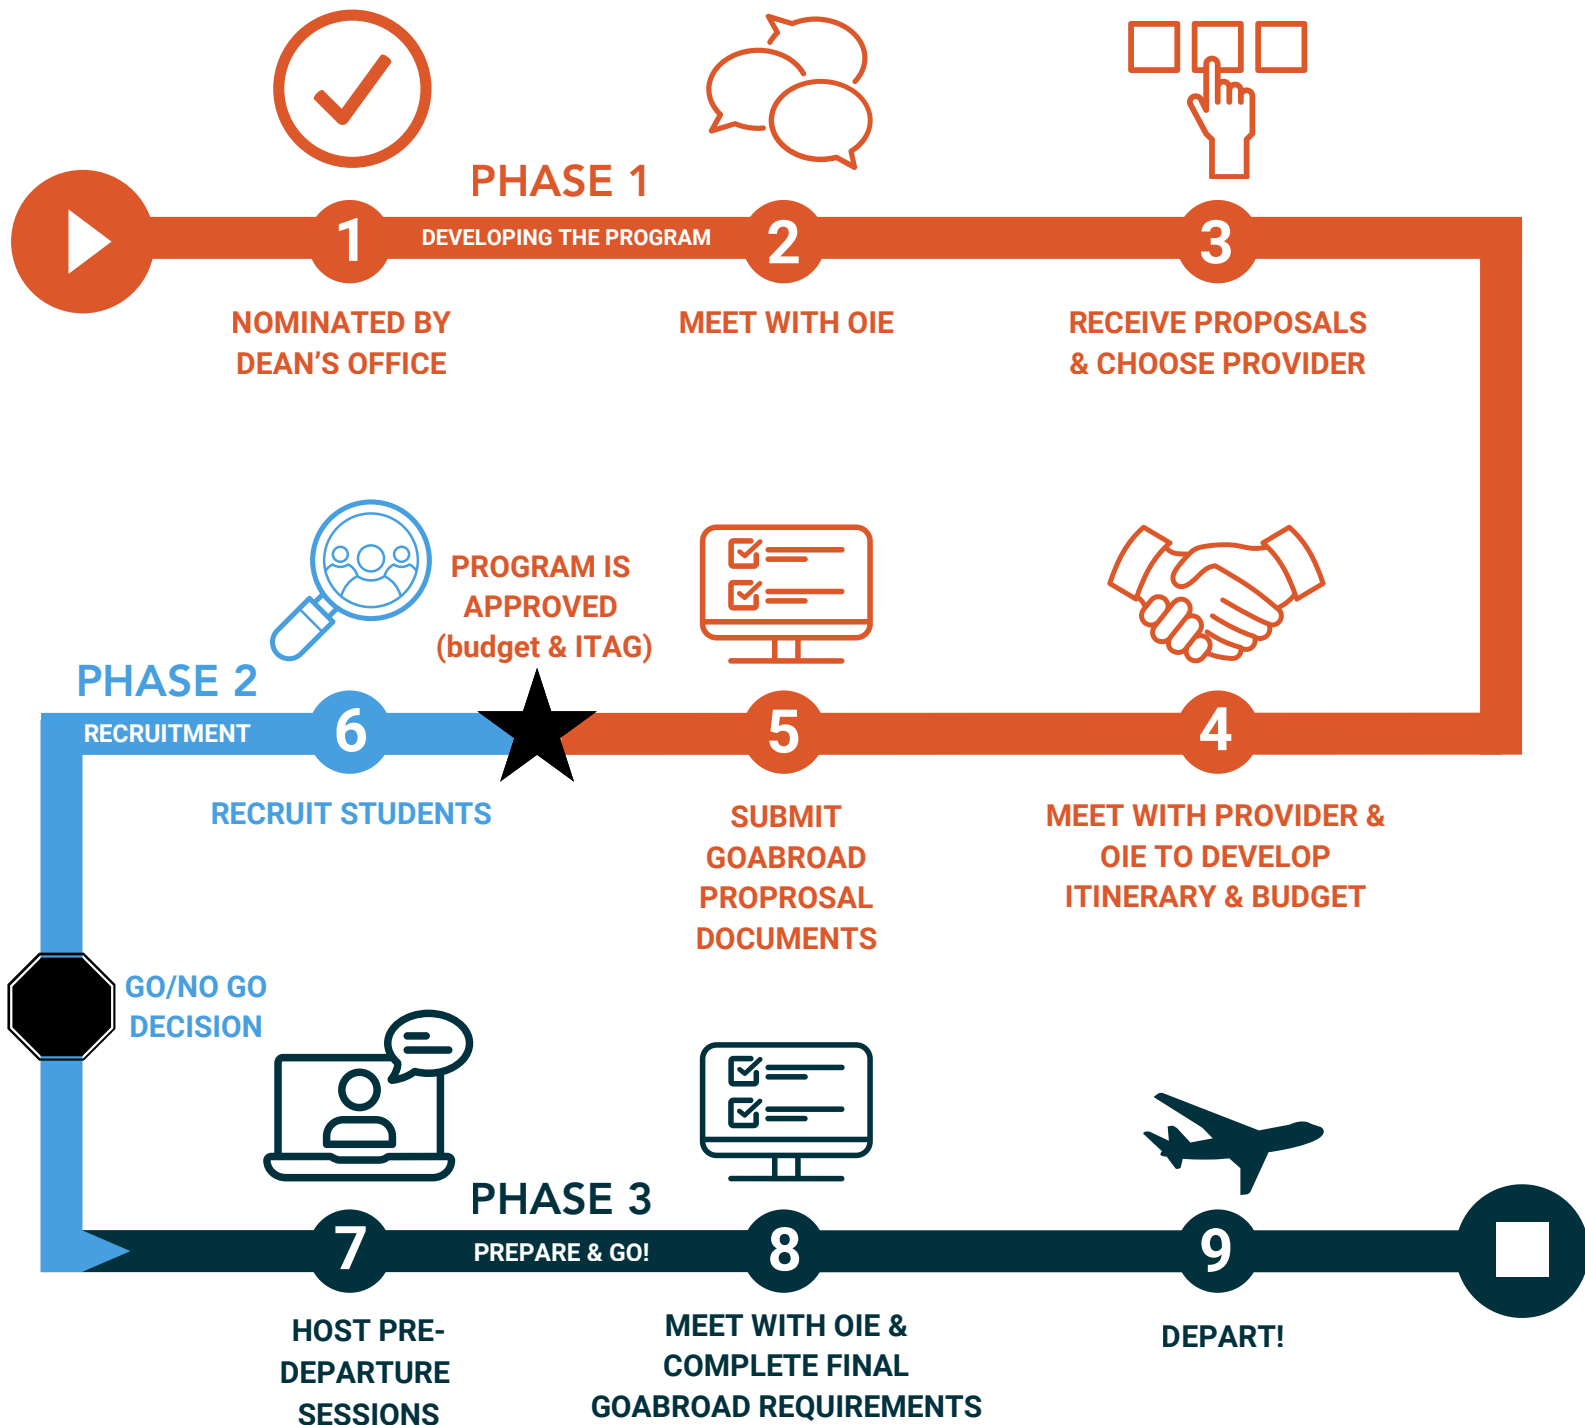 PHASE 1
1
DEVELOPING THE PROGRAM
2
3
NOMINATED BY
DEAN'S OFFICE
MEET WITH OIE
RECEIVE PROPOSALS
& CHOOSE PROVIDER
4
MEET WITH PROVIDER &
OIE TO DEVELOP
ITINERARY & BUDGET
5
SUBMIT
GOABROAD
PROPROSAL
DOCUMENTS
PROGRAM IS
APPROVED
(budget & ITAG)
PHASE 2
RECRUITMENT
6
RECRUIT STUDENTS
GO/NO GO
DECISION
PHASE 3
7
PREPARE & GO!
8
9
HOST PRE-
DEPARTURE
SESSIONS
MEET WITH OIE &
COMPLETE FINAL
GOABROAD REQUIREMENTS
DEPART!